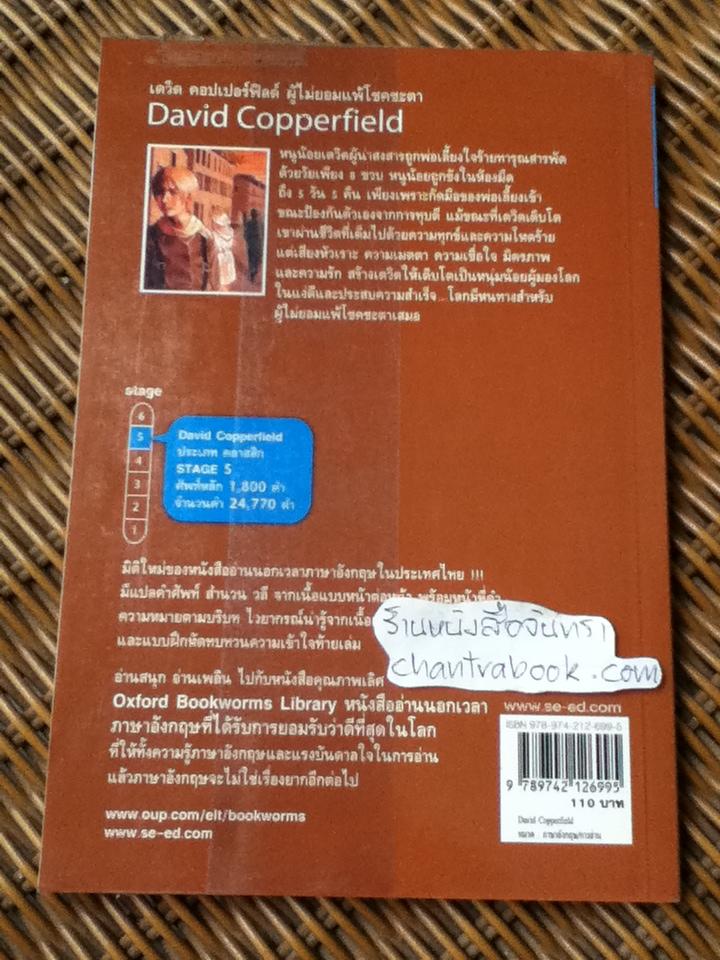 เดวิด คอปเปอร์ฟิลด์ ผู้ไม่ยอมแพ้โชคชะตา
David Copperfield
หนูน้อยเดวิดผู้น่าสงสารถูกพ่อเลี้ยงใจร้ายทารุณสารพัด
ด้วยวัยเพียง 8 ขวบ หนูน้อยถูกขังในห้องมืด
ถึง 5 วัน 5 คืน เพียงเพราะกัดมือของพ่อเลี้ยงเข้า
ขณะป้องกันตัวเองจากการทุบตี แม้ขณะที่เดวิดเติบโต
เขาผ่านชีวิตที่เต็มไปด้วยความทุกข์และความโหดร้าย
แต่เสียงหัวเราะ ความเมตตา ความเชื่อใจ มิตรภาพ
และความรัก สร้างเดวิดให้เติบโตเป็นหนุ่มน้อยผู้มองโลก
ในแง่ดีและประสบความสำเร็จ...โลกมีหนทางสำหรับ
ผู้ไม่ยอมแพ้โชคชะตาเสมอ
stage
6
5
4
3
2
1
David Copperfield
ประเภท คลาสสิก
STAGE 5
ศัพท์หลัก 1,800 คำ
จำนวนคำ 24,770 คำ
มิติใหม่ของหนังสืออ่านนอกเวลาภาษาอังกฤษในประเทศไทย !!!
มีแปลคำศัพท์ สำนวน วลี จากเนื้อแบบหน้าต่อหน้า พร้อมหน้าที่คำ
ความหมายตามบริบท ไวยากรณ์น่ารู้จากเนื้อ
และแบบฝึกหัดทบทวนความเข้าใจท้ายเล่ม
ร้านหนังสือจันทรา
chantrabook.com
อ่านสนุก อ่านเพลิน ไปกับหนังสือคุณภาพเลิศ
Oxford Bookworms Library หนังสืออ่านนอกเวลา
ภาษาอังกฤษที่ได้รับการยอมรับว่าดีที่สุดในโลก
ที่ให้ทั้งความรู้ภาษาอังกฤษและแรงบันดาลใจในการอ่าน
แล้วภาษาอังกฤษจะไม่ใช่เรื่องยากอีกต่อไป
www.oup.com/elt/bookworms
www.se-ed.com
www.se-ed.com
ISBN 978-974-212-699-5
9 789742 126995
110 บาท
David Copperfield
หมวด ภาษาอังกฤษ/การอ่าน